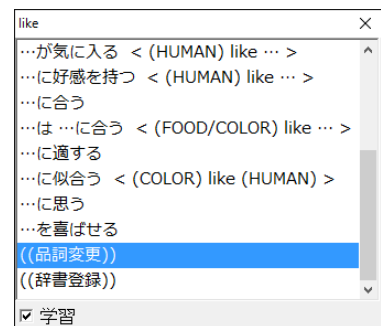 like
…が気に入る < (HUMAN) like … >
…に好感を持つ < (HUMAN) like … >
…に合う
…は …に合う < (FOOD/COLOR) like … >
…に適する
…に似合う < (COLOR) like (HUMAN) >
…に思う
…を喜ばせる
((品詞変更))
((辞書登録))
学習